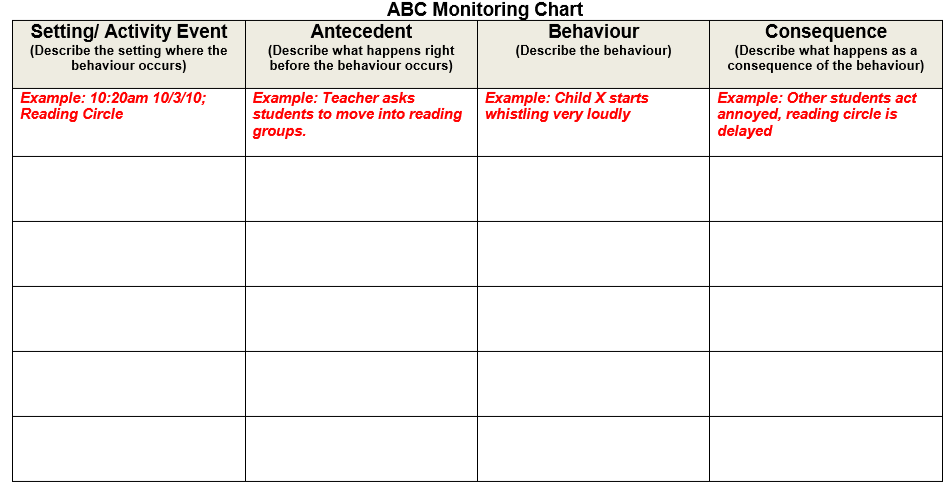 ABC Monitoring Chart
Setting/ Activity Event
(Describe the setting where the
behaviour occurs)
Antecedent
(Describe what happens right
before the behaviour occurs)
Behaviour
(Describe the behaviour)
Consequence
(Describe what happens as a
consequence of the behaviour)
Example: 10:20am 10/3/10;
Reading Circle
Example: Teacher asks
students to move into reading
groups.
Example: Child X starts
whistling very loudly
Example: Other students act
annoyed, reading circle is
delayed